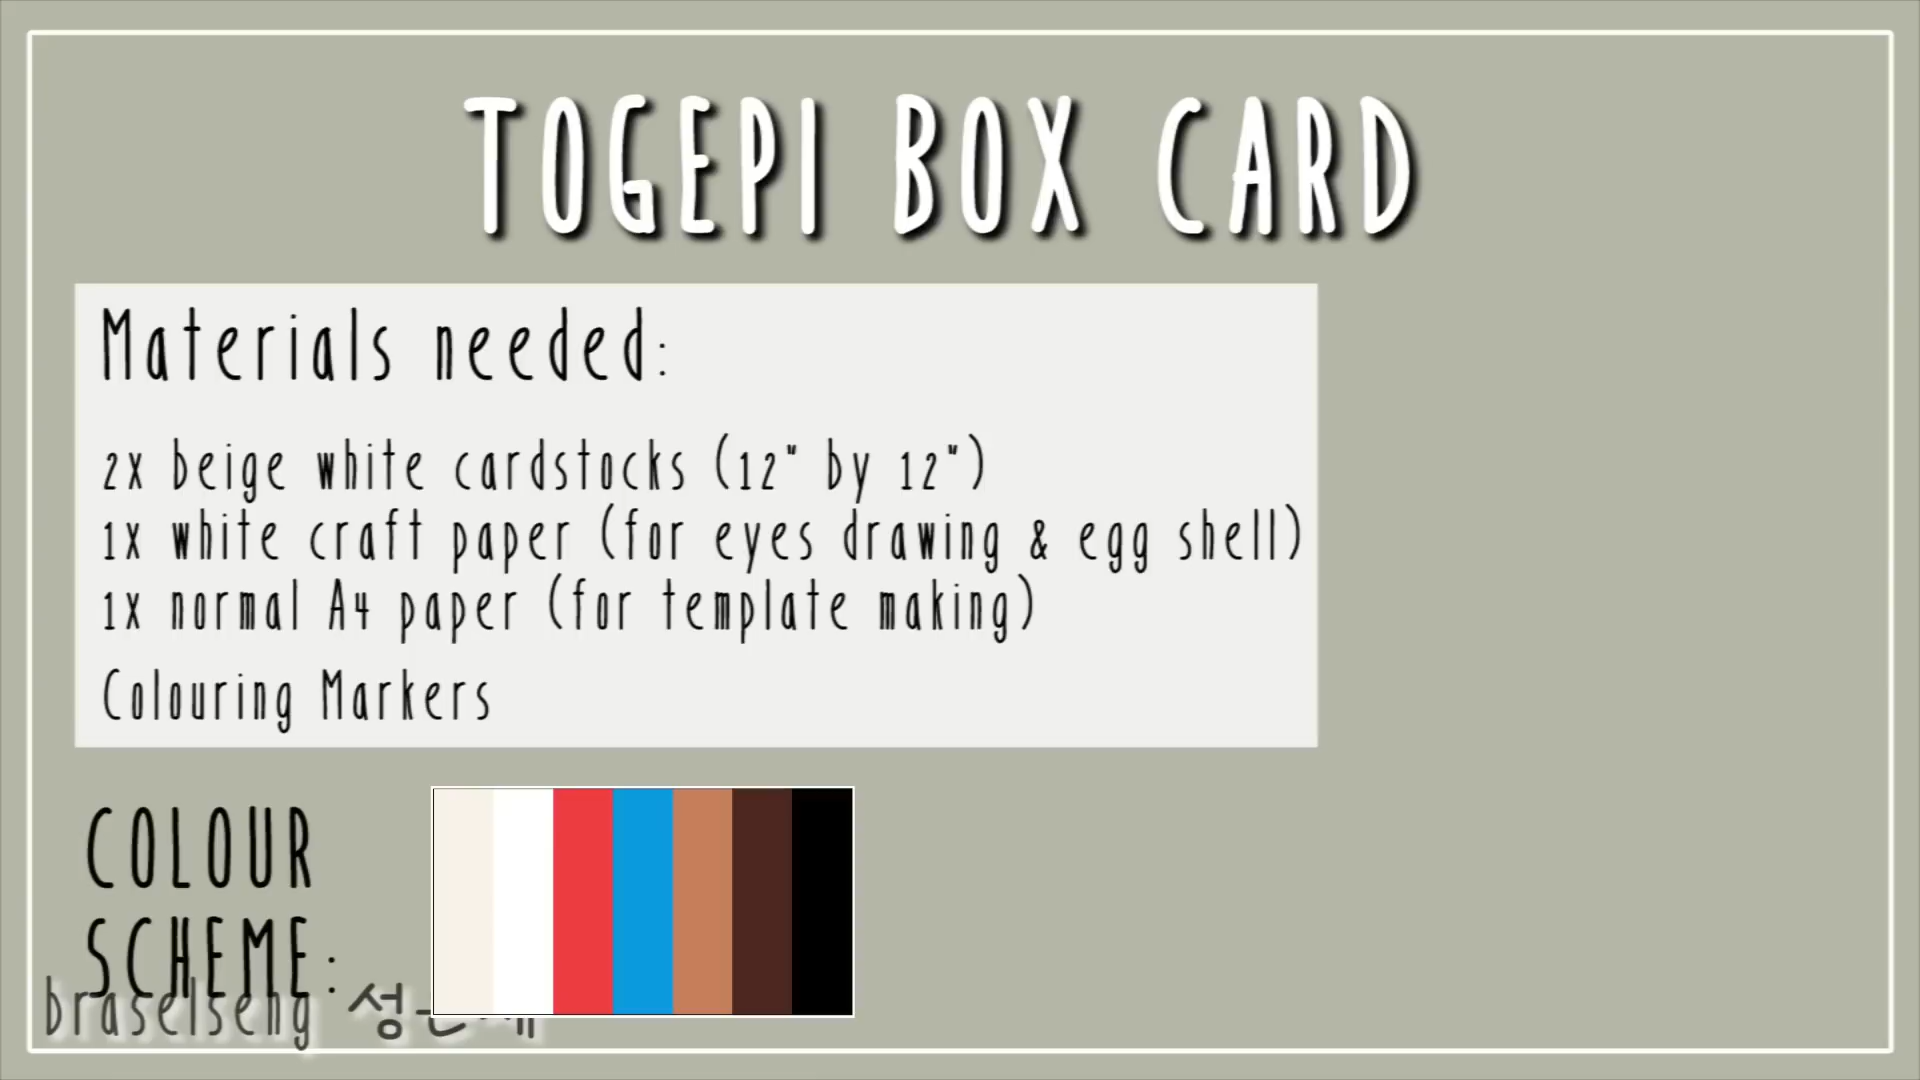 TOGEPI BOX CARD
Materials needed:
2x beige white cardstocks (12" by 12")
1x white craft paper (for eyes drawing & egg shell)
1x normal A4 paper (for template making)
Colouring Markers
COLOUR
SCHEME:
braselseng 성